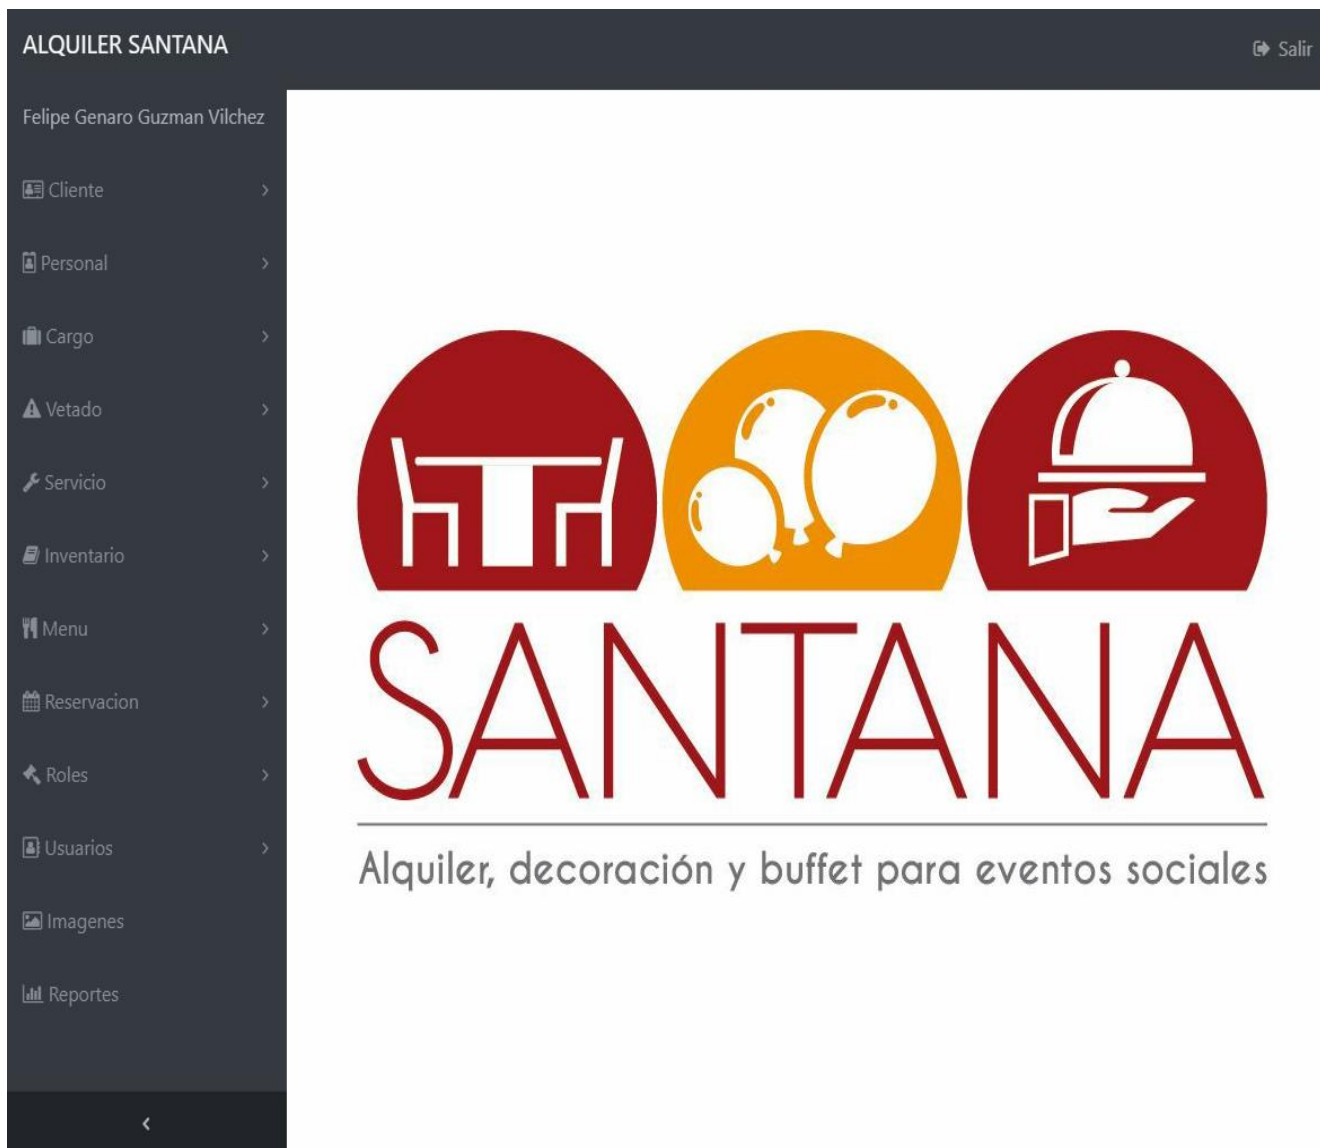 ALQUILER SANTANA
Salir
Felipe Genaro Guzman Vilchez
Cliente
Personal
Cargo
Vetado
Servicio
Inventario
Menu
Reservacion
Roles
Usuarios
Imagenes
Reportes
SANTANA
Alquiler, decoración y buffet para eventos sociales